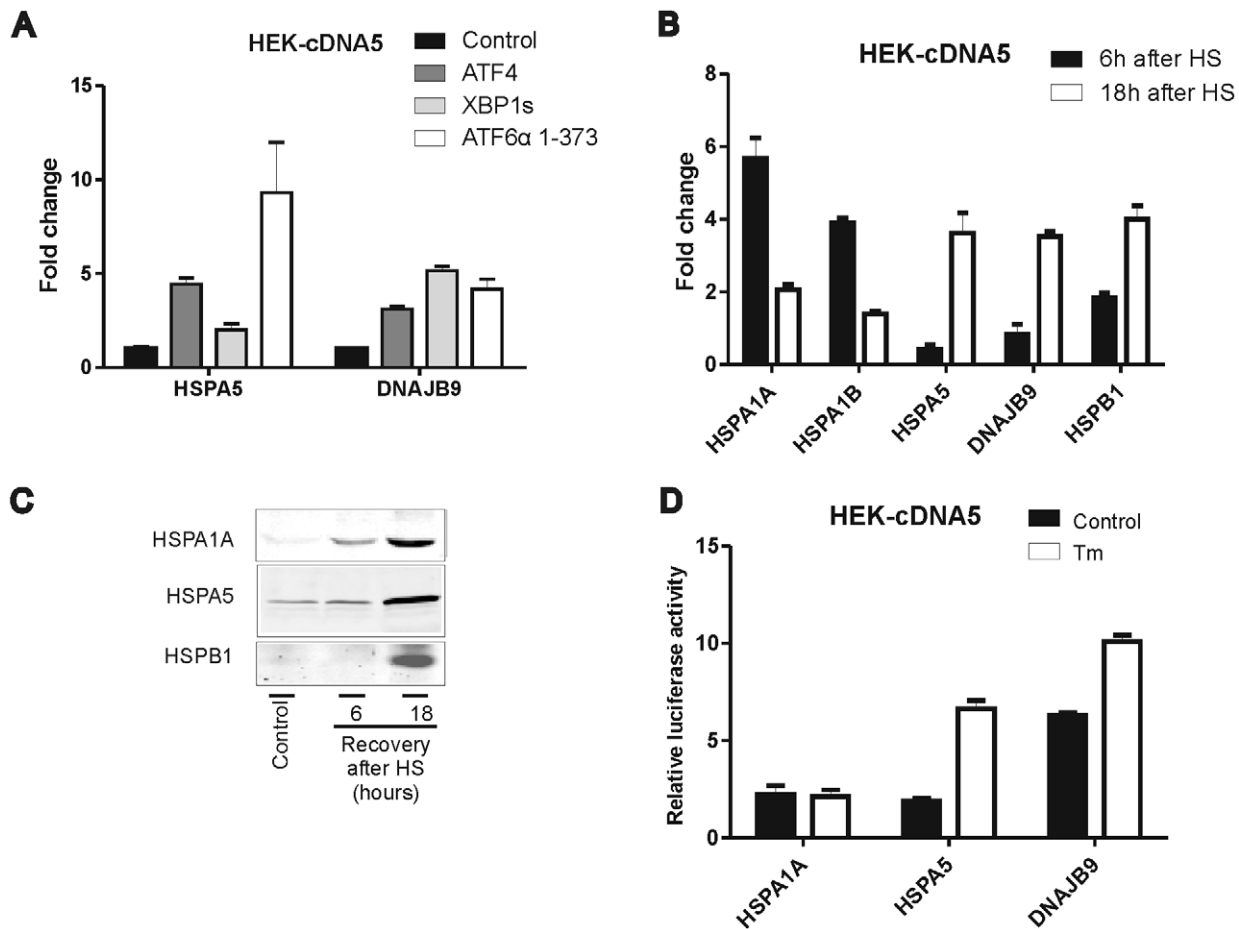 A
HEK-cDNA5
Control
ATF4
XBP1s
ATF6α 1-373
Fold change
15
10
5
0
HSPA5
DNAJB9
B
HEK-cDNA5
6h after HS
18h after HS
Fold change
8
6
4
2
0
HSPA1A
HSPA1B
HSPA5
DNAJB9
HSPB1
C
HSPA1A
HSPA5
HSPB1
Control
6
18
Recovery
after HS
(hours)
D
HEK-cDNA5
Control
Tm
Relative luciferase activity
15
10
5
0
HSPA1A
HSPA5
DNAJB9